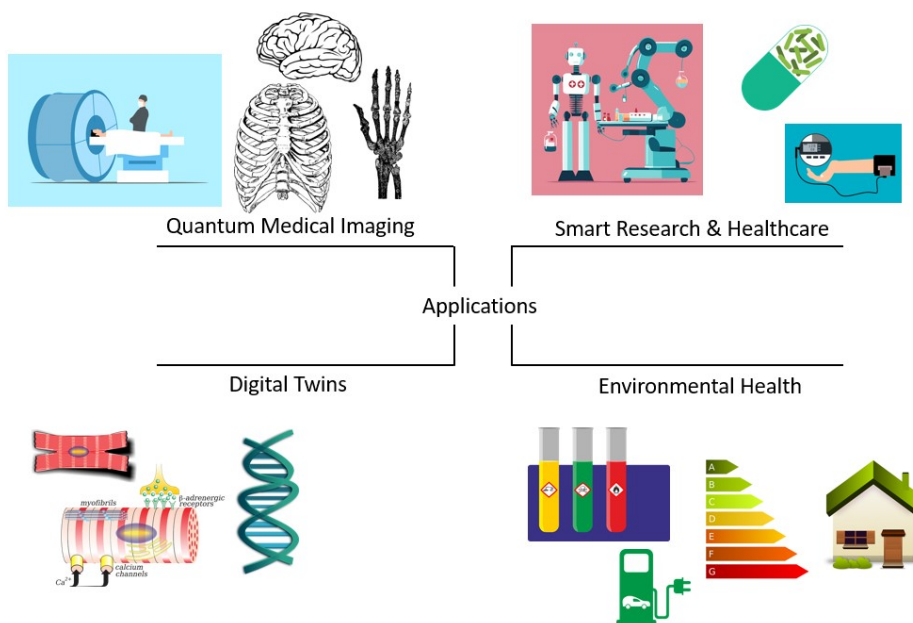 Quantum Medical Imaging
Smart Research & Healthcare
Applications
Digital Twins
Environmental Health
myofibrils
β-adrenergic
receptors
calcium
channels
Ca2+
A
B
C
D
E
F
G